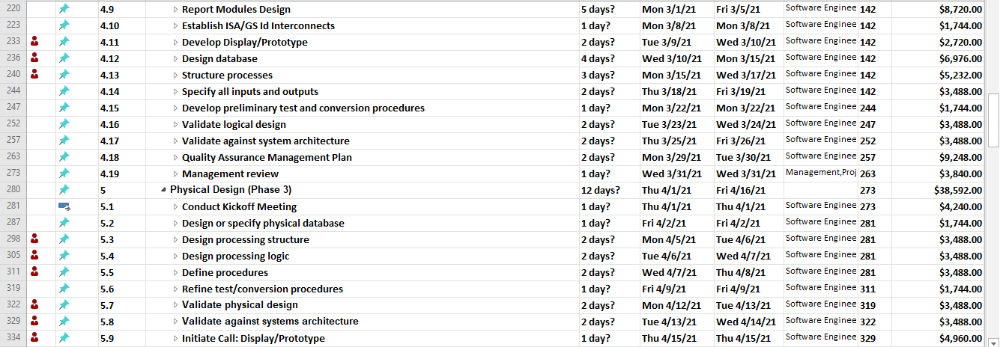 220 4.9 Report Modules Design 5 days? Mon 3/1/21 Fri 3/5/21 Software Enginee 142 $8,720.00
223 4.10 Establish ISA/GS Id Interconnects 1 day? Mon 3/8/21 Mon 3/8/21 Software Enginee 142 $1,744.00
233 4.11 Develop Display/Prototype 2 days? Tue 3/9/21 Wed 3/10/21 Software Enginee 142 $2,720.00
236 4.12 Design database 4 days? Wed 3/10/21 Mon 3/15/21 Software Enginee 142 $6,976.00
240 4.13 Structure processes 3 days? Mon 3/15/21 Wed 3/17/21 Software Enginee 142 $5,232.00
244 4.14 Specify all inputs and outputs 2 days? Thu 3/18/21 Fri 3/19/21 Software Enginee 142 $3,488.00
247 4.15 Develop preliminary test and conversion procedures 1 day? Mon 3/22/21 Mon 3/22/21 Software Enginee 244 $1,744.00
252 4.16 Validate logical design 2 days? Tue 3/23/21 Wed 3/24/21 Software Enginee 247 $3,488.00
257 4.17 Validate against system architecture 2 days? Thu 3/25/21 Fri 3/26/21 Software Enginee 252 $3,488.00
263 4.18 Quality Assurance Management Plan 2 days? Mon 3/29/21 Tue 3/30/21 Software Enginee 257 $9,248.00
273 4.19 Management review 1 day? Wed 3/31/21 Wed 3/31/21 Management,Proj 263 $3,840.00
280 5 Physical Design (Phase 3) 12 days? Thu 4/1/21 Fri 4/16/21 273 $38,592.00
281 5.1 Conduct Kickoff Meeting 1 day? Thu 4/1/21 Thu 4/1/21 Software Enginee 273 $4,240.00
287 5.2 Design or specify physical database 1 day? Fri 4/2/21 Fri 4/2/21 Software Enginee 281 $1,744.00
298 5.3 Design processing structure 2 days? Mon 4/5/21 Tue 4/6/21 Software Enginee 281 $3,488.00
305 5.4 Design processing logic 2 days? Tue 4/6/21 Wed 4/7/21 Software Enginee 281 $3,488.00
311 5.5 Define procedures 2 days? Wed 4/7/21 Thu 4/8/21 Software Enginee 281 $3,488.00
319 5.6 Refine test/conversion procedures 1 day? Fri 4/9/21 Fri 4/9/21 Software Enginee 311 $1,744.00
322 5.7 Validate physical design 2 days? Mon 4/12/21 Tue 4/13/21 Software Enginee 319 $3,488.00
329 5.8 Validate against systems architecture 2 days? Tue 4/13/21 Wed 4/14/21 Software Enginee 322 $3,488.00
334 5.9 Initiate Call: Display/Prototype 1 day? Thu 4/15/21 Thu 4/15/21 Software Enginee 329 $4,960.00